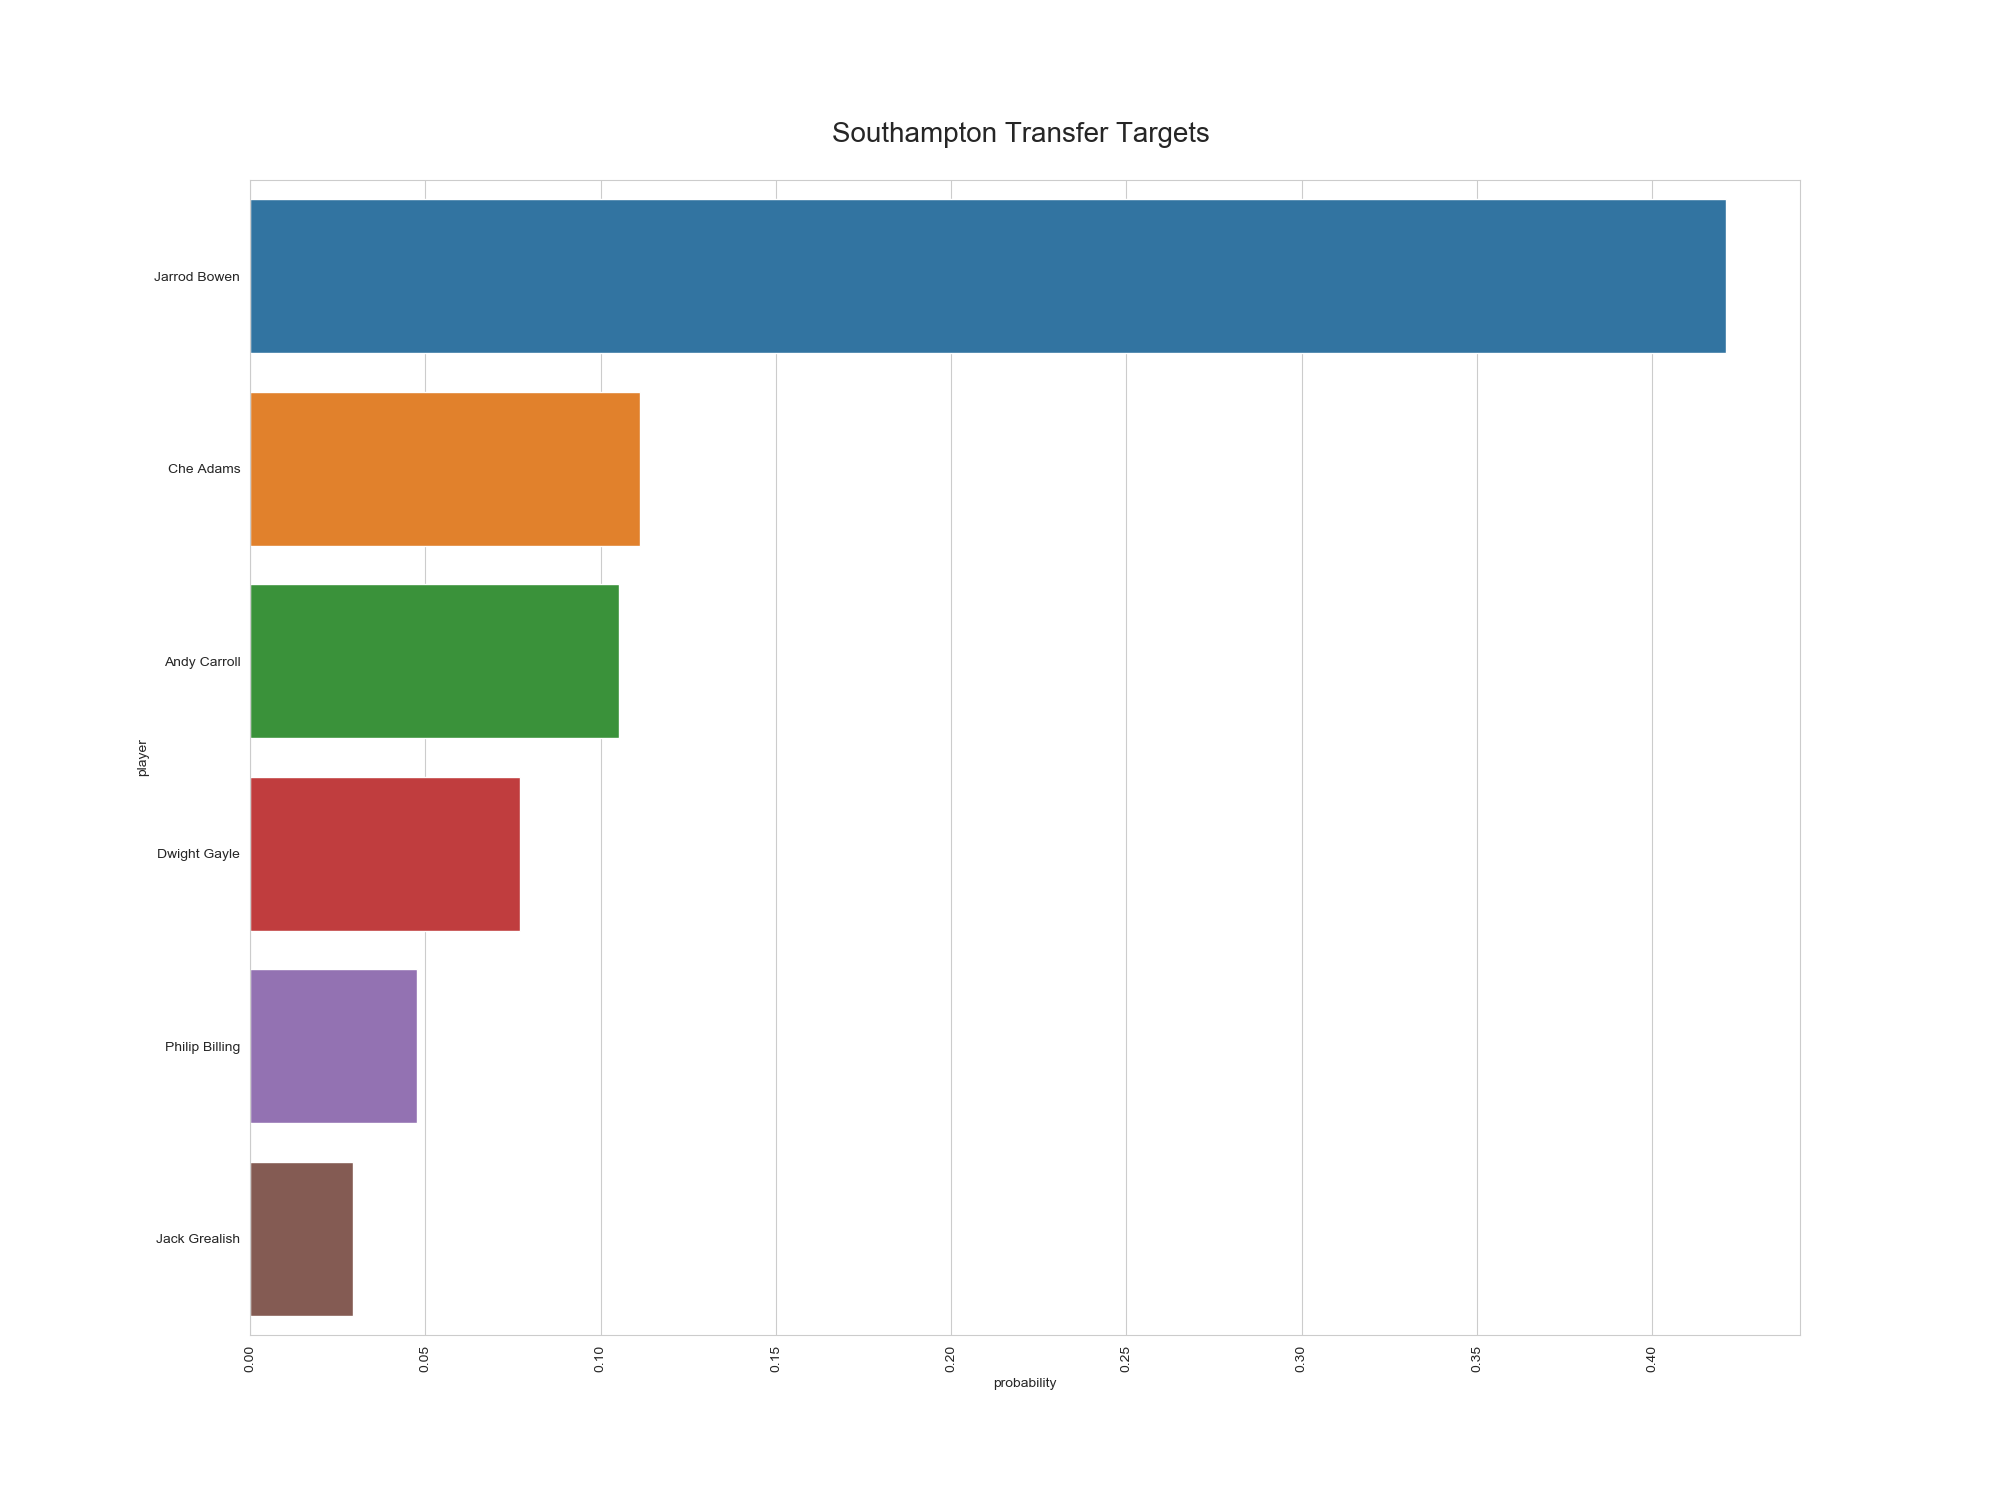 Southampton Transfer Targets
Jarrod Bowen
Che Adams
Andy Carroll
Dwight Gayle
Philip Billing
Jack Grealish
player
0.00 0.05 0.10 0.15 0.20 0.25 0.30 0.35 0.40
probability